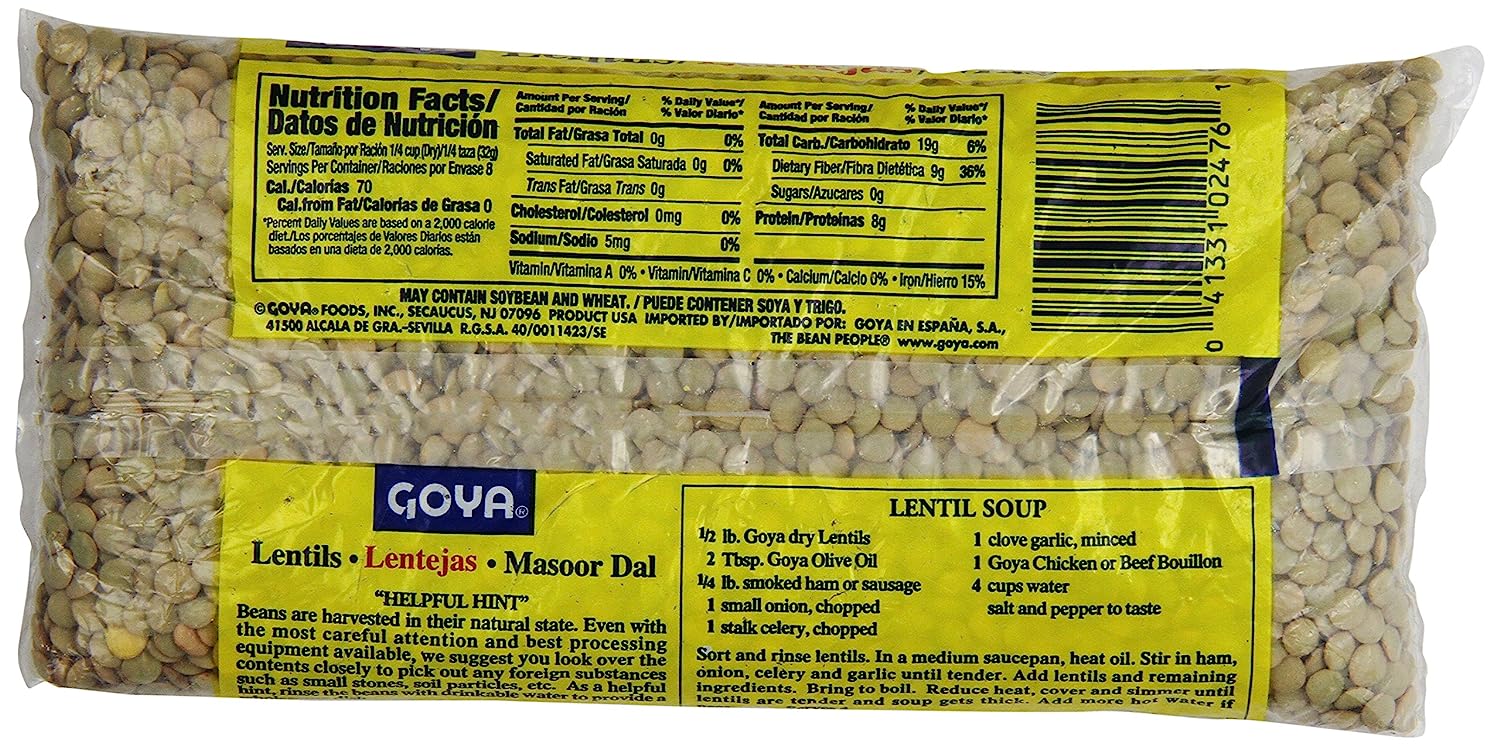 Nutrition Facts/
Datos de Nutrición
Serv. Size/Tamaño por Ración 1/4 cup (Dry)/1/4 taza (32g)
Servings Per Container/Raciones por Envase 8
Cal./Calorías 70
Cal. from Fat/Calorías de Grasa 0
*Percent Daily Values are based on a 2,000 calorie
diet./Los porcentajes de Valores Diarios están
basados en una dieta de 2,000 calorías.
Amount Per Serving/ % Daily Value*/
Cantidad por Ración % Valor Diario*
Total Fat/Grasa Total 0g 0%
Saturated Fat/Grasa Saturada 0g 0%
Trans Fat/Grasa Trans 0g
Cholesterol/Colesterol 0mg 0%
Sodium/Sodio 5mg 0%
Amount Per Serving/ % Daily Value*/
Cantidad por Ración % Valor Diario*
Total Carb./Carbohidrato 19g 6%
Dietary Fiber/Fibra Dietética 9g 36%
Sugars/Azucares 0g
Protein/Proteínas 8g
Vitamin/Vitamina A 0% • Vitamin/Vitamina C 0% • Calcium/Calcio 0% • Iron/Hierro 15%
MAY CONTAIN SOYBEAN AND WHEAT. / PUEDE CONTENER SOYA Y TRIGO.
©GOYA® FOODS, INC., SECAUCUS, NJ 07096 PRODUCT USA IMPORTED BY/IMPORTADO POR: GOYA EN ESPAÑA, S.A.,
41500 ALCALA DE GRA.-SEVILLA R.G.S.A. 40/0011423/SE THE BEAN PEOPLE® www.goya.com
0 41331 02476 1
GOYA®
Lentils • Lentejas • Masoor Dal
"HELPFUL HINT"
Beans are harvested in their natural state. Even with
the most careful attention and best processing
equipment available, we suggest you look over the
contents closely to pick out any foreign substances
such as small stones, soil particles, etc. As a helpful
hint, rinse the beans with drinkable water to provide a
LENTIL SOUP
1/2 lb. Goya dry Lentils
2 Tbsp. Goya Olive Oil
1/4 lb. smoked ham or sausage
1 small onion, chopped
1 stalk celery, chopped
1 clove garlic, minced
1 Goya Chicken or Beef Bouillon
4 cups water
salt and pepper to taste
Sort and rinse lentils. In a medium saucepan, heat oil. Stir in ham,
onion, celery and garlic until tender. Add lentils and remaining
ingredients. Bring to boil. Reduce heat, cover and simmer until
lentils are tender and soup gets thick. Add more hot water if